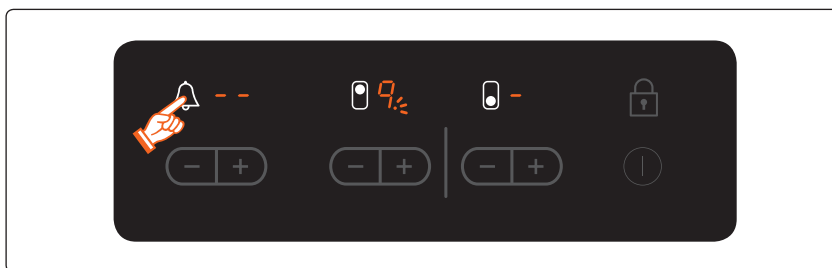 - - 9. -
- + - + - +